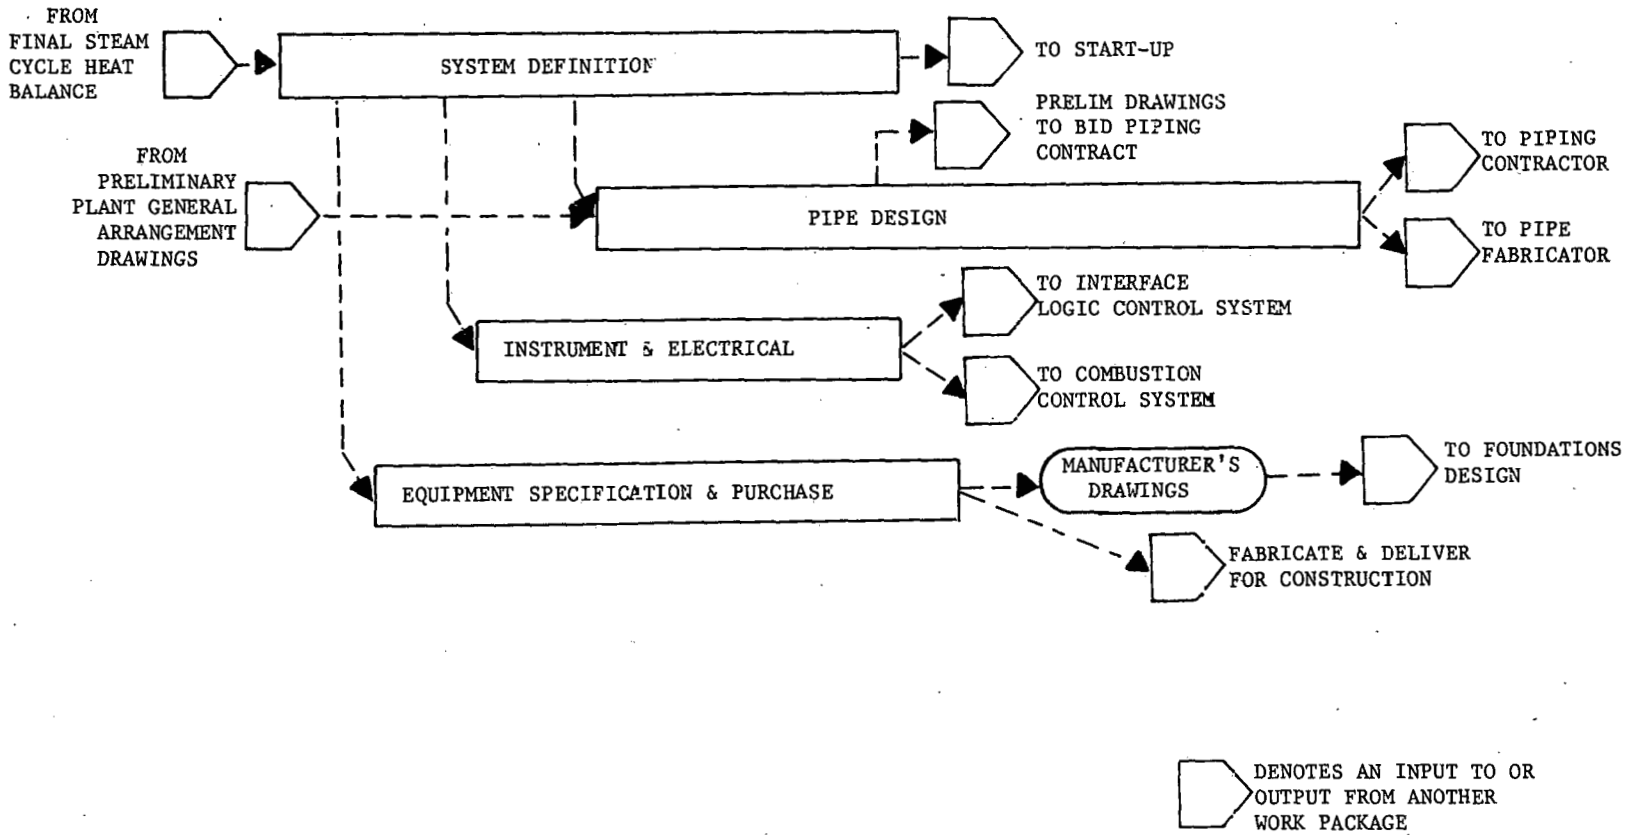 FROM
FINAL STEAM
CYCLE HEAT
BALANCE
SYSTEM DEFINITION
TO START-UP
PRELIM DRAWINGS
TO BID PIPING
CONTRACT
TO PIPING
CONTRACTOR
FROM
PRELIMINARY
PLANT GENERAL
ARRANGEMENT
DRAWINGS
PIPE DESIGN
TO PIPE
FABRICATOR
TO INTERFACE
LOGIC CONTROL SYSTEM
INSTRUMENT & ELECTRICAL
TO COMBUSTION
CONTROL SYSTEM
EQUIPMENT SPECIFICATION & PURCHASE
MANUFACTURER'S
DRAWINGS
TO FOUNDATIONS
DESIGN
FABRICATE & DELIVER
FOR CONSTRUCTION
DENOTES AN INPUT TO OR
OUTPUT FROM ANOTHER
WORK PACKAGE